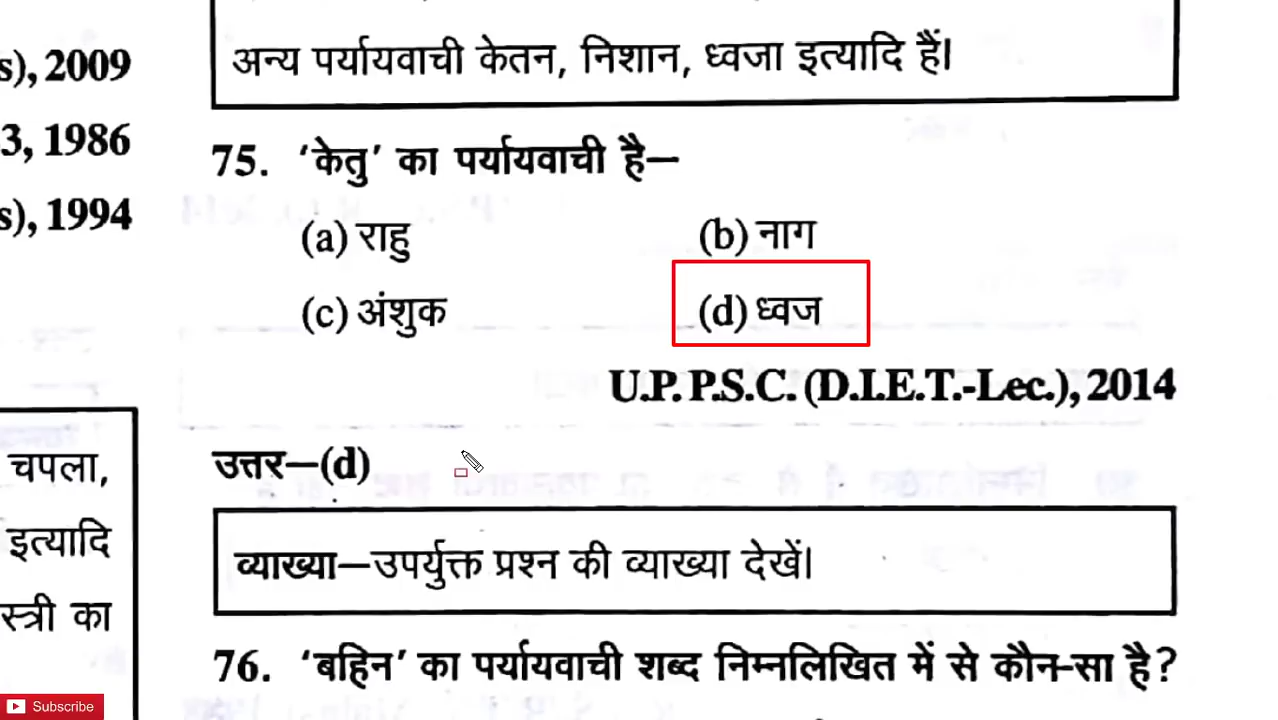 s), 2009
3, 1986
s), 1994
चपला,
इत्यादि
स्त्री का
अन्य पर्यायवाची केतन, निशान, ध्वजा इत्यादि हैं।
75. ‘केतु’ का पर्यायवाची है—
(a) राहु (b) नाग
(c) अंशुक (d) ध्वज
U.P.P.S.C. (D.I.E.T.-Lec.), 2014
उत्तर—(d)
व्याख्या—उपर्युक्त प्रश्न की व्याख्या देखें।
76. ‘बहिन’ का पर्यायवाची शब्द निम्नलिखित में से कौन-सा है?
Subscribe